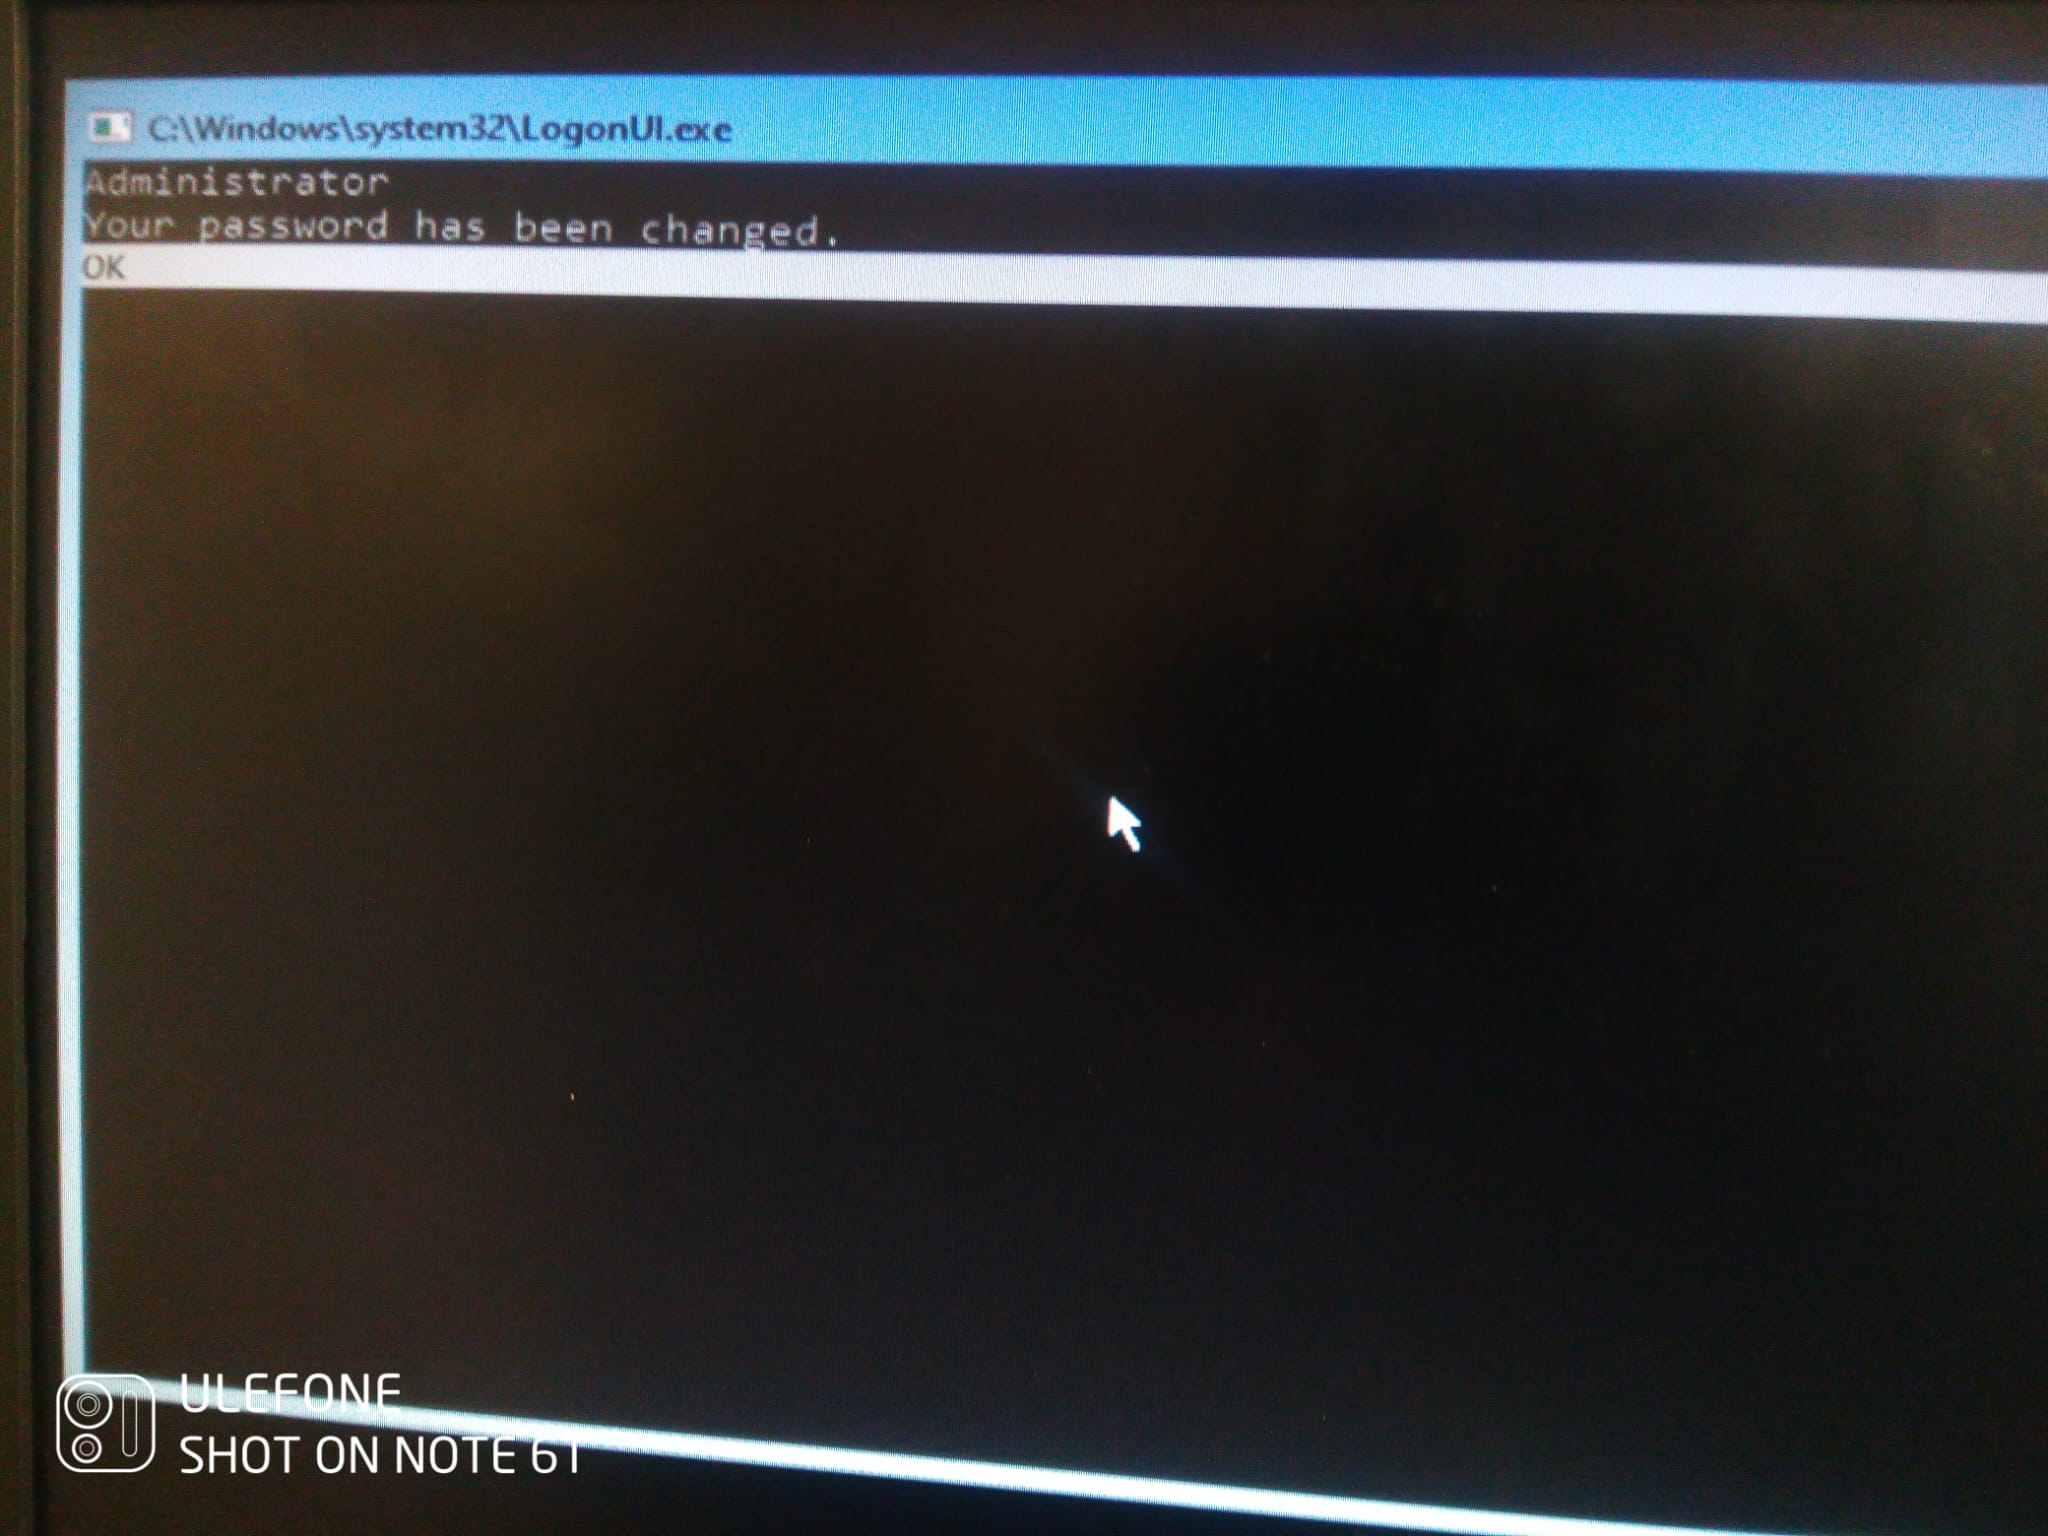 C:\Windows\system32\LogonUI.exe
Administrator
Your password has been changed.
OK
ULEFONE
SHOT ON NOTE 6T